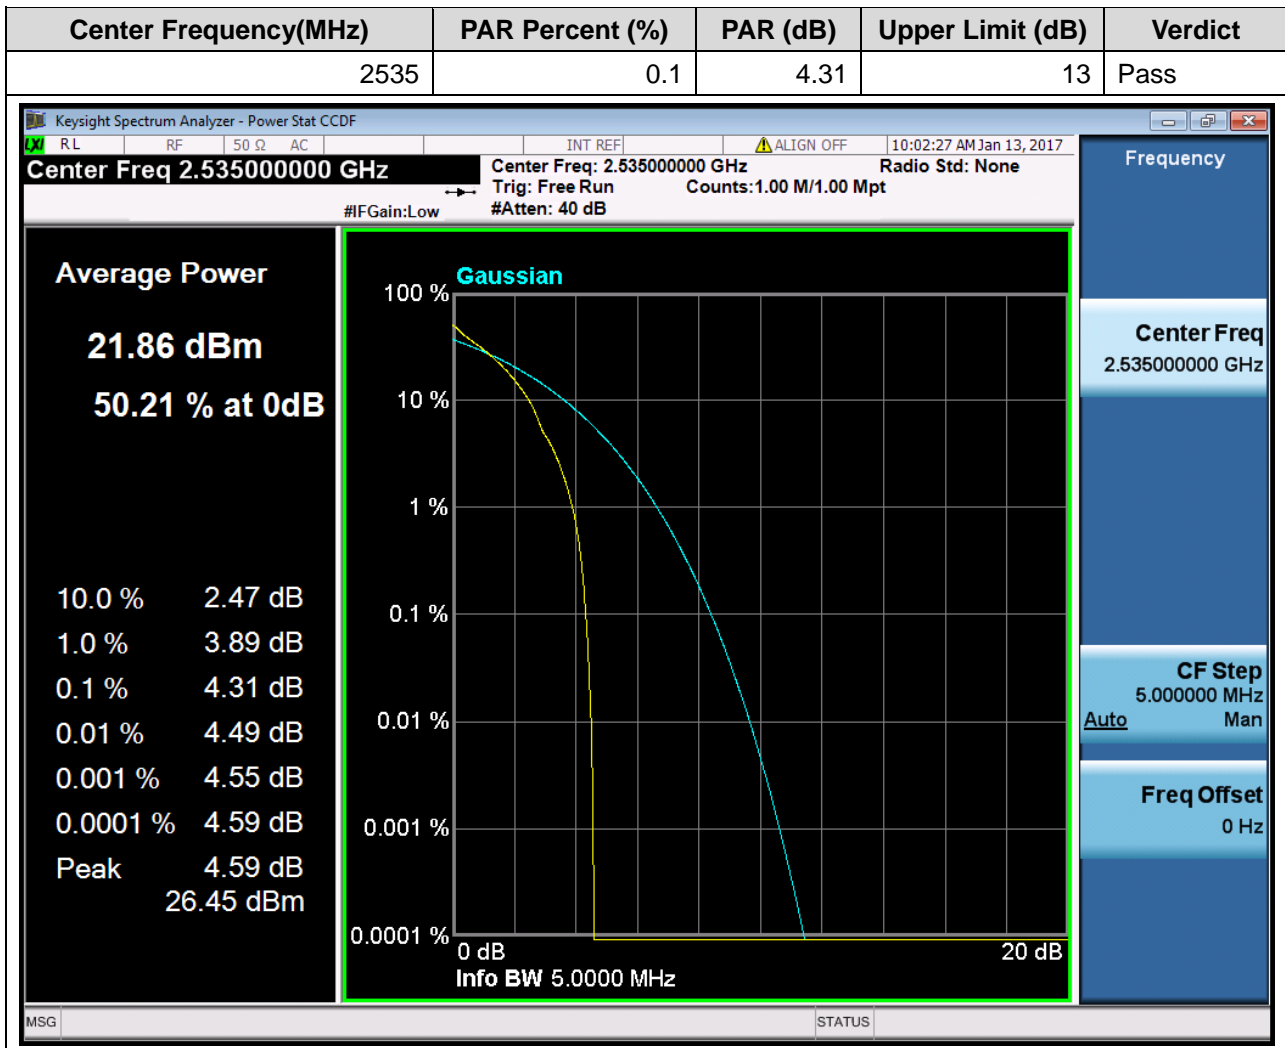 Center Frequency(MHz) PAR Percent (%) PAR (dB) Upper Limit (dB) Verdict
2535 0.1 4.31 13 Pass
Keysight Spectrum Analyzer - Power Stat CCDF
LXI RL RF 50 Ω AC INT REF ALIGN OFF 10:02:27 AM Jan 13, 2017
Center Freq 2.535000000 GHz
#IFGain:Low
Center Freq: 2.535000000 GHz Radio Std: None
Trig: Free Run Counts:1.00 M/1.00 Mpt
#Atten: 40 dB
Average Power
21.86 dBm
50.21 % at 0dB
10.0 % 2.47 dB
1.0 % 3.89 dB
0.1 % 4.31 dB
0.01 % 4.49 dB
0.001 % 4.55 dB
0.0001 % 4.59 dB
Peak 4.59 dB
26.45 dBm
Gaussian
100 %
10 %
1 %
0.1 %
0.01 %
0.001 %
0.0001 %
0 dB 20 dB
Info BW 5.0000 MHz
Frequency
Center Freq
2.535000000 GHz
CF Step
5.000000 MHz
Auto Man
Freq Offset
0 Hz
MSG STATUS